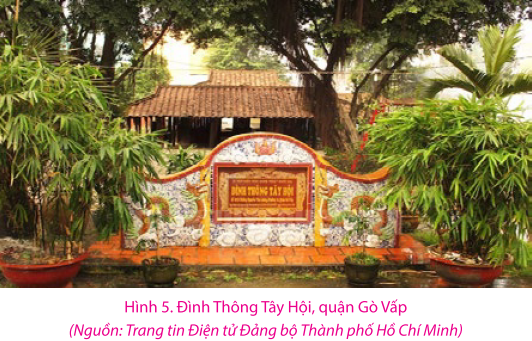 ĐÌNH THÔNG TÂY HỘI
Hình 5. Đình Thông Tây Hội, quận Gò Vấp
(Nguồn: Trang tin Điện tử Đảng bộ Thành phố Hồ Chí Minh)